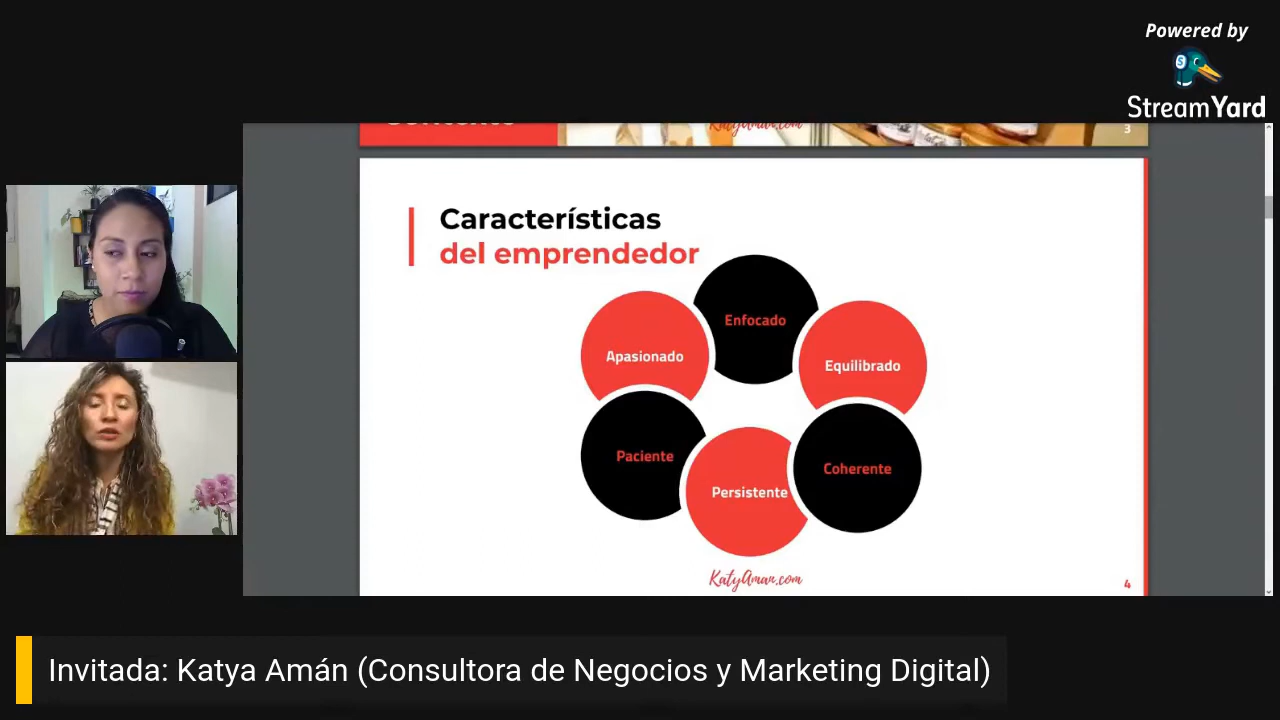 Powered by
StreamYard
Contexto
KatyAman.com
3
Características
del emprendedor
Enfocado
Apasionado
Equilibrado
Paciente
Coherente
Persistente
KatyAman.com
4
Invitada: Katya Amán (Consultora de Negocios y Marketing Digital)